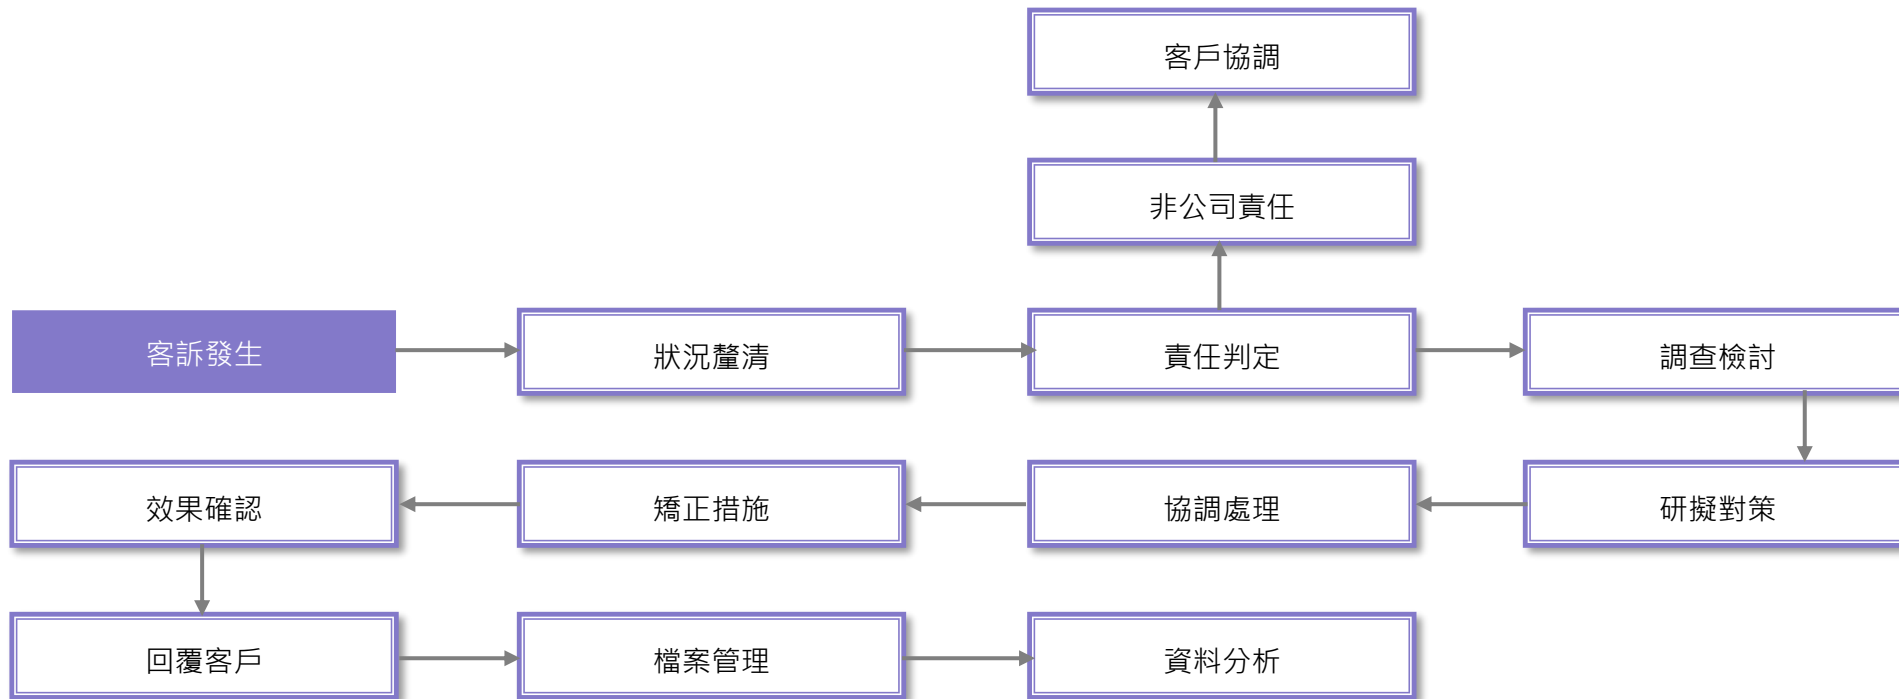 客戶協調
非公司責任
客訴發生
狀況釐清
責任判定
調查檢討
效果確認
矯正措施
協調處理
研擬對策
回覆客戶
檔案管理
資料分析